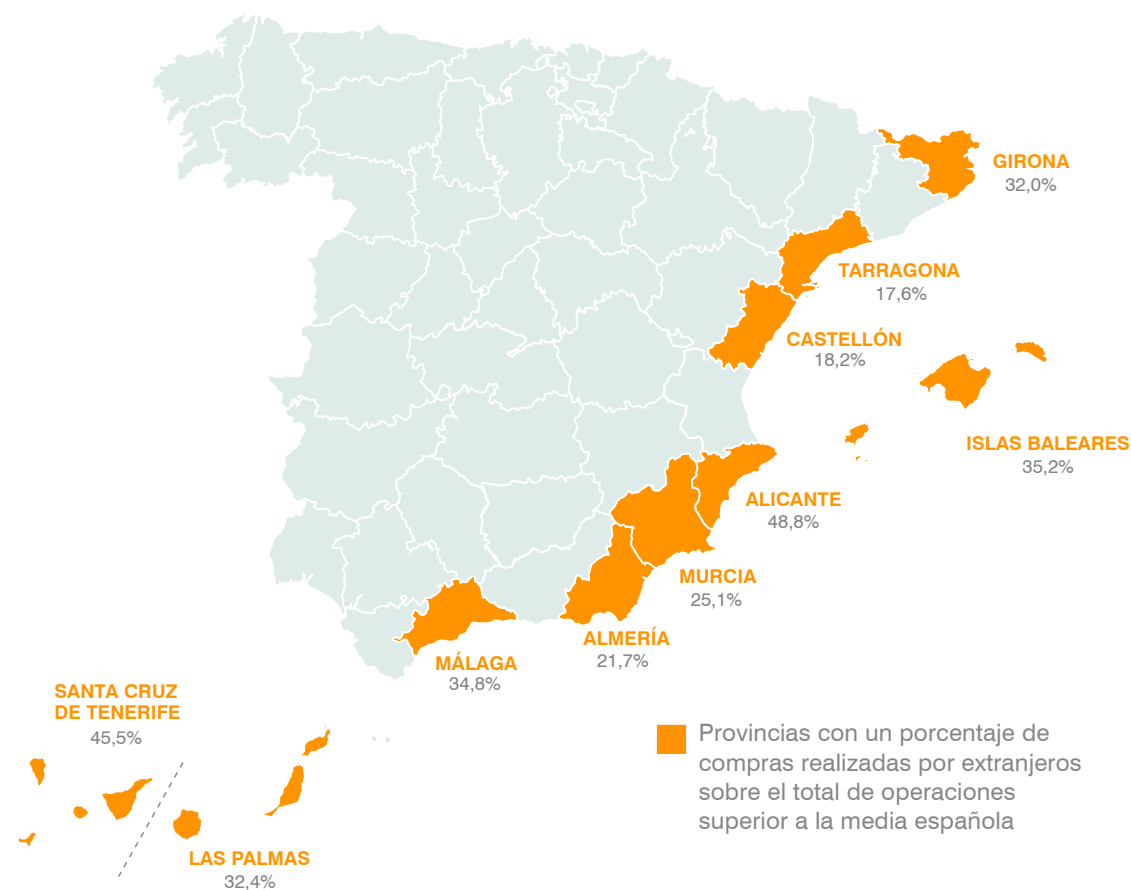 GIRONA
32,0%
TARRAGONA
17,6%
CASTELLÓN
18,2%
ISLAS BALEARES
35,2%
ALICANTE
48,8%
MURCIA
25,1%
ALMERÍA
21,7%
MÁLAGA
34,8%
SANTA CRUZ
DE TENERIFE
45,5%
LAS PALMAS
32,4%
Provincias con un porcentaje de
compras realizadas por extranjeros
sobre el total de operaciones
superior a la media española